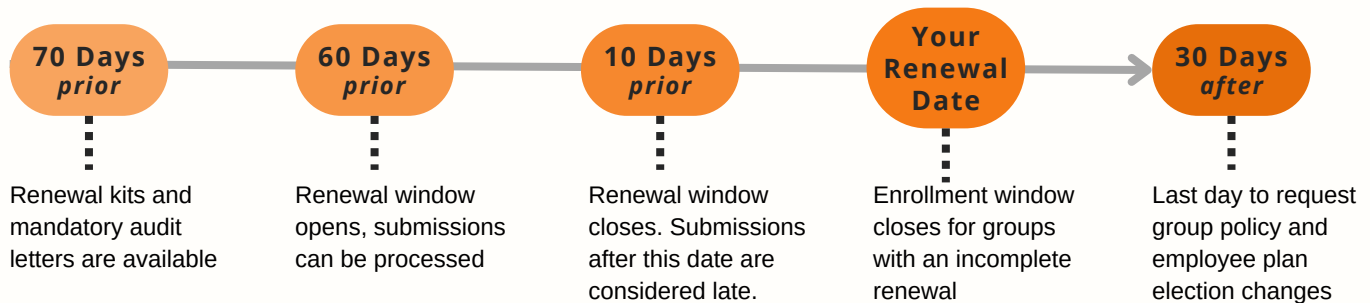 70 Days
prior
60 Days
prior
10 Days
prior
Your
Renewal
Date
30 Days
after
Renewal kits and
mandatory audit
letters are available
Renewal window
opens, submissions
can be processed
Renewal window
closes. Submissions
after this date are
considered late.
Enrollment window
closes for groups
with an incomplete
renewal
Last day to request
group policy and
employee plan
election changes